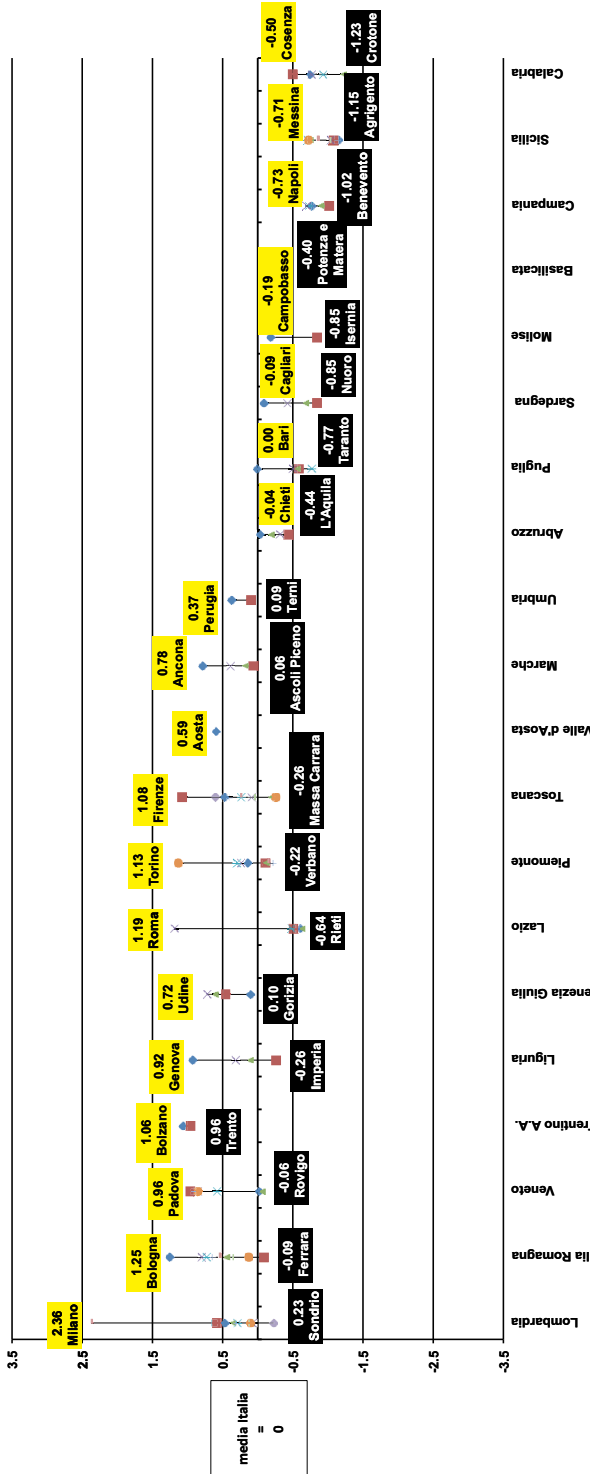 3.5
2.5
1.5
0.5
-0.5
-1.5
-2.5
-3.5
media Italia
=
0
2.36
Milano
0.23
Sondrio
1.25
Bologna
-0.09
Ferrara
0.96
Padova
-0.06
Rovigo
1.06
Bolzano
0.96
Trento
0.92
Genova
-0.26
Imperia
0.72
Udine
0.10
Gorizia
1.19
Roma
-0.64
Rieti
1.13
Torino
-0.22
Verbano
1.08
Firenze
-0.26
Massa Carrara
0.59
Aosta
0.78
Ancona
0.06
Ascoli Piceno
0.37
Perugia
0.09
Terni
-0.04
Chieti
-0.44
L'Aquila
0.00
Bari
-0.77
Taranto
-0.09
Cagliari
-0.85
Nuoro
-0.19
Campobasso
-0.85
Isernia
-0.40
Potenza e
Matera
-0.73
Napoli
-1.02
Benevento
-0.71
Messina
-1.15
Agrigento
-0.50
Cosenza
-1.23
Crotone
Lombardia
lia Romagna
Veneto
rentino A.A.
Liguria
enezia Giulia
Lazio
Piemonte
Toscana
Valle d'Aosta
Marche
Umbria
Abruzzo
Puglia
Sardegna
Molise
Basilicata
Campania
Sicilia
Calabria